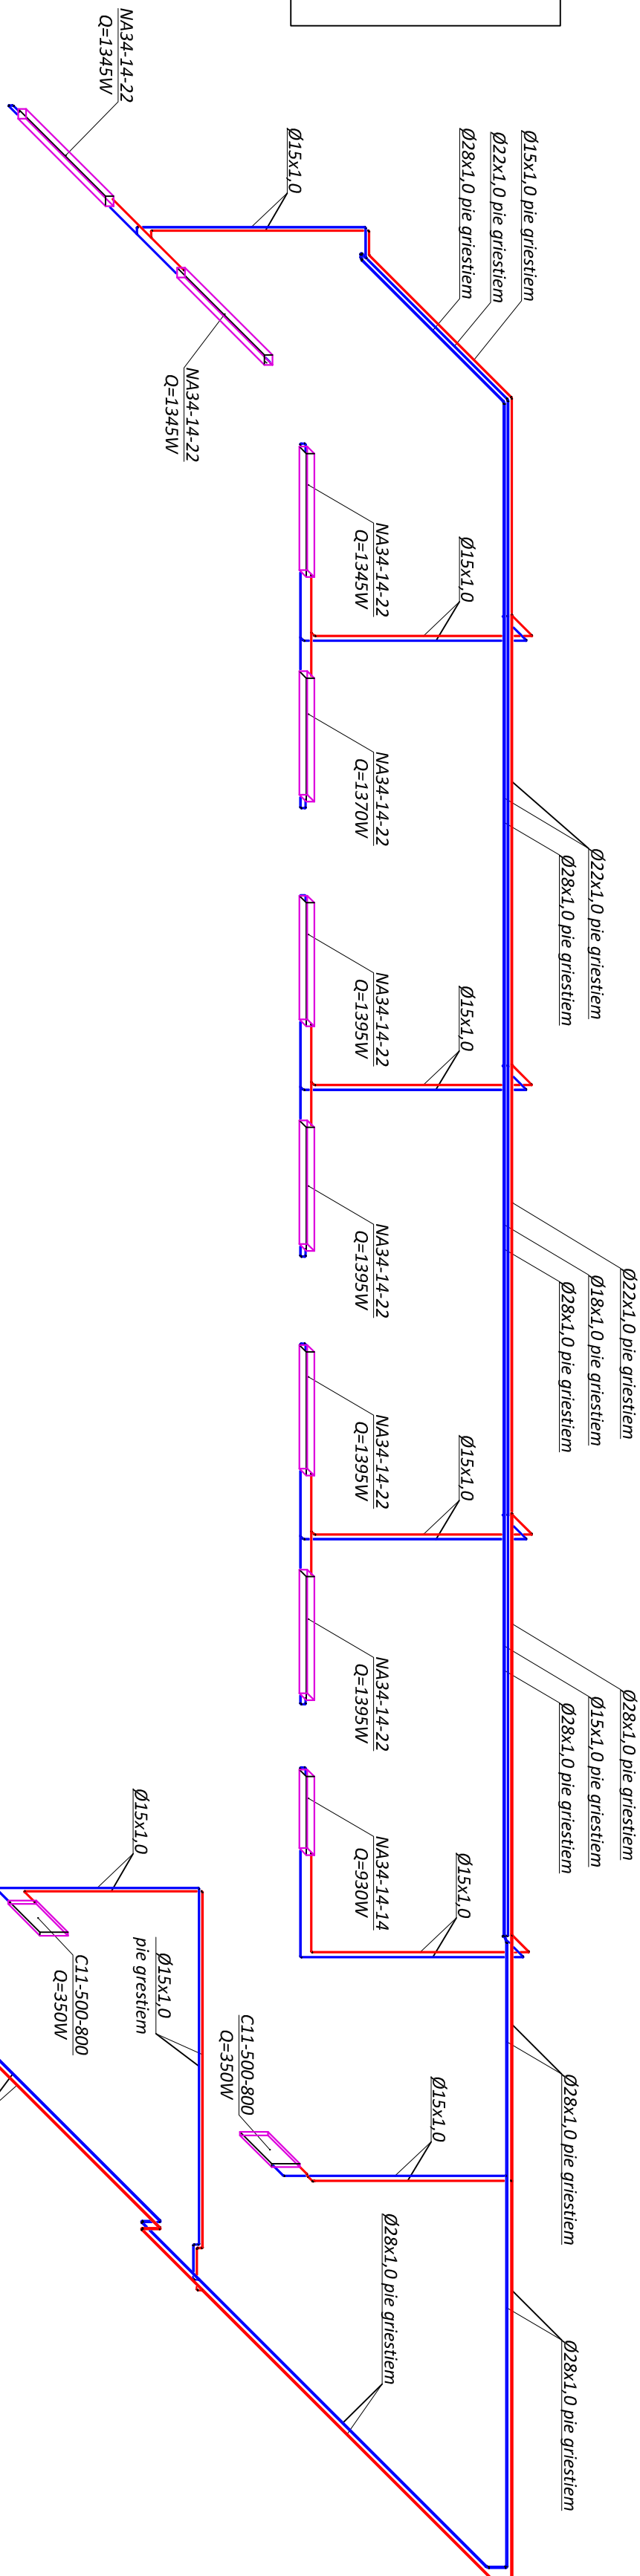 NA34-14-22
Q=1345W
Ø15x1,0
Ø15x1,0 pie griestiem
Ø22x1,0 pie griestiem
Ø28x1,0 pie griestiem
NA34-14-22
Q=1345W
NA34-14-22
Q=1345W
Ø15x1,0
NA34-14-22
Q=1370W
Ø22x1,0 pie griestiem
Ø28x1,0 pie griestiem
NA34-14-22
Q=1395W
Ø15x1,0
NA34-14-22
Q=1395W
Ø22x1,0 pie griestiem
Ø18x1,0 pie griestiem
Ø28x1,0 pie griestiem
NA34-14-22
Q=1395W
Ø15x1,0
NA34-14-22
Q=1395W
Ø28x1,0 pie griestiem
Ø15x1,0 pie griestiem
Ø28x1,0 pie griestiem
NA34-14-14
Q=930W
Ø15x1,0
Ø15x1,0
C11-500-800
Q=350W
Ø15x1,0
pie grestiem
C11-500-800
Q=350W
Ø15x1,0
Ø28x1,0 pie griestiem
Ø28x1,0 pie griestiem
Ø28x1,0 pie griestiem